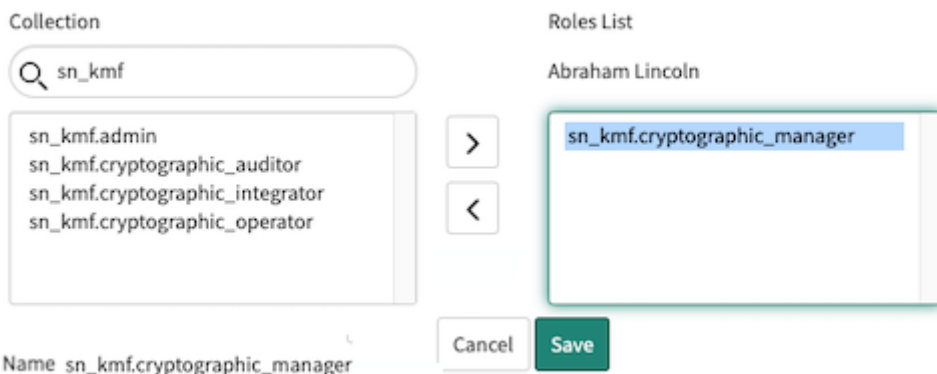 Collection
sn_kmf
sn_kmf.admin
sn_kmf.cryptographic_auditor
sn_kmf.cryptographic_integrator
sn_kmf.cryptographic_operator
Roles List
Abraham Lincoln
sn_kmf.cryptographic_manager
Cancel
Save
Name sn_kmf.cryptographic_manager